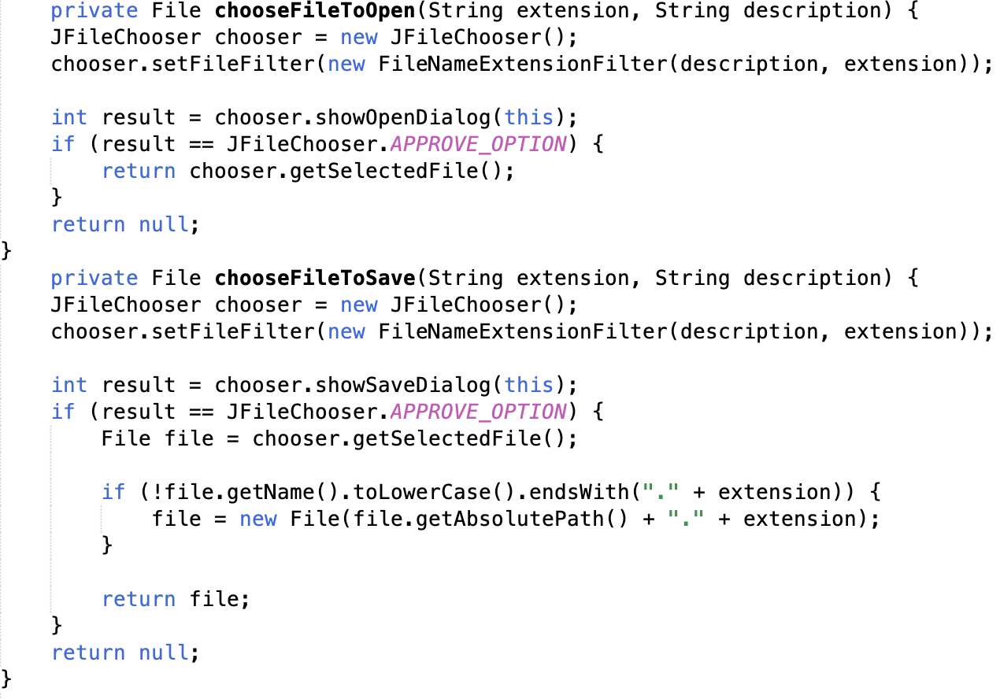 private File chooseFileToOpen(String extension, String description) {
    JFileChooser chooser = new JFileChooser();
    chooser.setFileFilter(new FileNameExtensionFilter(description, extension));

    int result = chooser.showOpenDialog(this);
    if (result == JFileChooser.APPROVE_OPTION) {
        return chooser.getSelectedFile();
    }
    return null;
}
    private File chooseFileToSave(String extension, String description) {
    JFileChooser chooser = new JFileChooser();
    chooser.setFileFilter(new FileNameExtensionFilter(description, extension));

    int result = chooser.showSaveDialog(this);
    if (result == JFileChooser.APPROVE_OPTION) {
        File file = chooser.getSelectedFile();

        if (!file.getName().toLowerCase().endsWith("." + extension)) {
            file = new File(file.getAbsolutePath() + "." + extension);
        }

        return file;
    }
    return null;
}